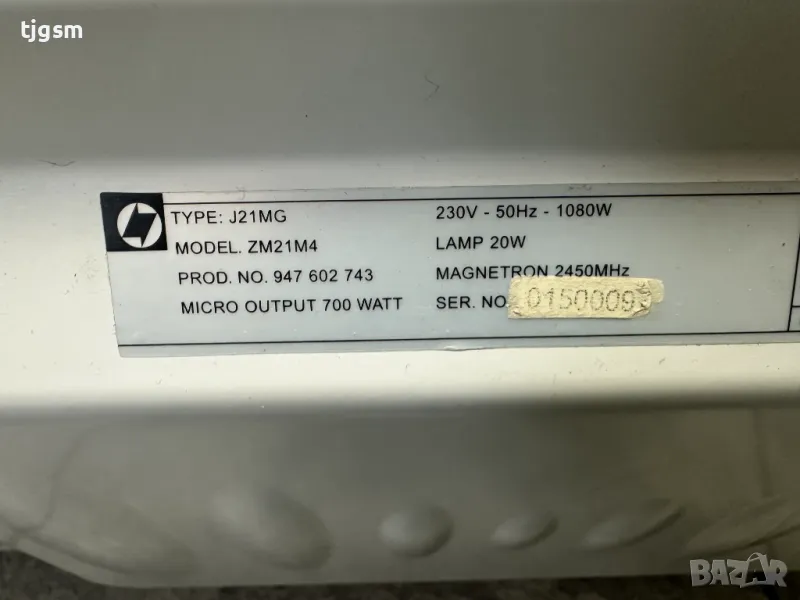 tjgsm
TYPE: J21MG
MODEL. ZM21M4
PROD. NO. 947 602 743
MICRO OUTPUT 700 WATT
230V - 50Hz - 1080W
LAMP 20W
MAGNETRON 2450MHz
SER. NO.
BAZAR